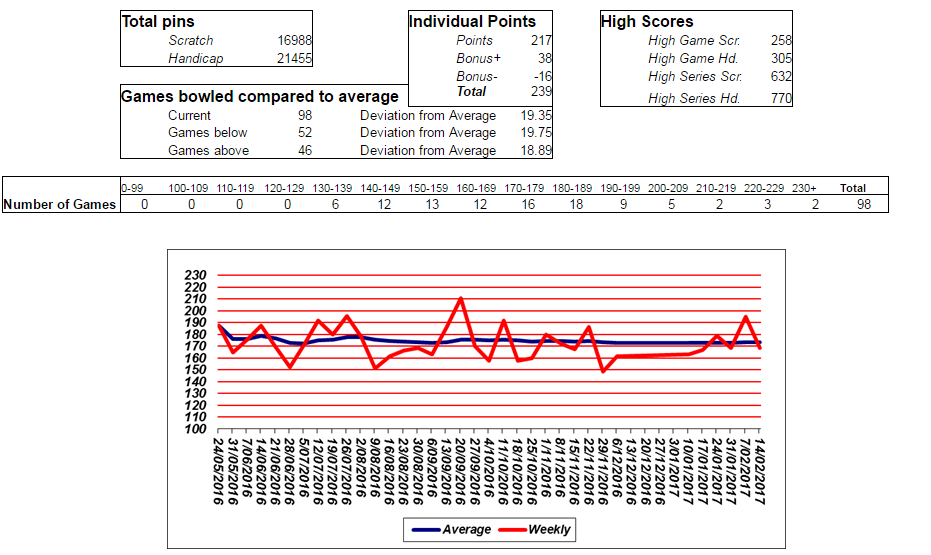 Total pins
Scratch 16988
Handicap 21455
Individual Points
Points 217
Bonus+ 38
Bonus- -16
Total 239
High Scores
High Game Scr. 258
High Game Hd. 305
High Series Scr. 632
High Series Hd. 770
Games bowled compared to average
Current 98 Deviation from Average 19.35
Games below 52 Deviation from Average 19.75
Games above 46 Deviation from Average 18.89
0-99 100-109 110-119 120-129 130-139 140-149 150-159 160-169 170-179 180-189 190-199 200-209 210-219 220-229 230+ Total
Number of Games 0 0 0 0 6 12 13 12 16 18 9 5 2 3 2 98
230
220
210
200
190
180
170
160
150
140
130
120
110
100
24/05/2016
31/05/2016
7/06/2016
14/06/2016
21/06/2016
28/06/2016
5/07/2016
12/07/2016
19/07/2016
26/07/2016
2/08/2016
9/08/2016
16/08/2016
23/08/2016
30/08/2016
6/09/2016
13/09/2016
20/09/2016
27/09/2016
4/10/2016
11/10/2016
18/10/2016
25/10/2016
1/11/2016
8/11/2016
15/11/2016
22/11/2016
29/11/2016
6/12/2016
13/12/2016
20/12/2016
27/12/2016
3/01/2017
10/01/2017
17/01/2017
24/01/2017
31/01/2017
7/02/2017
14/02/2017
Average Weekly